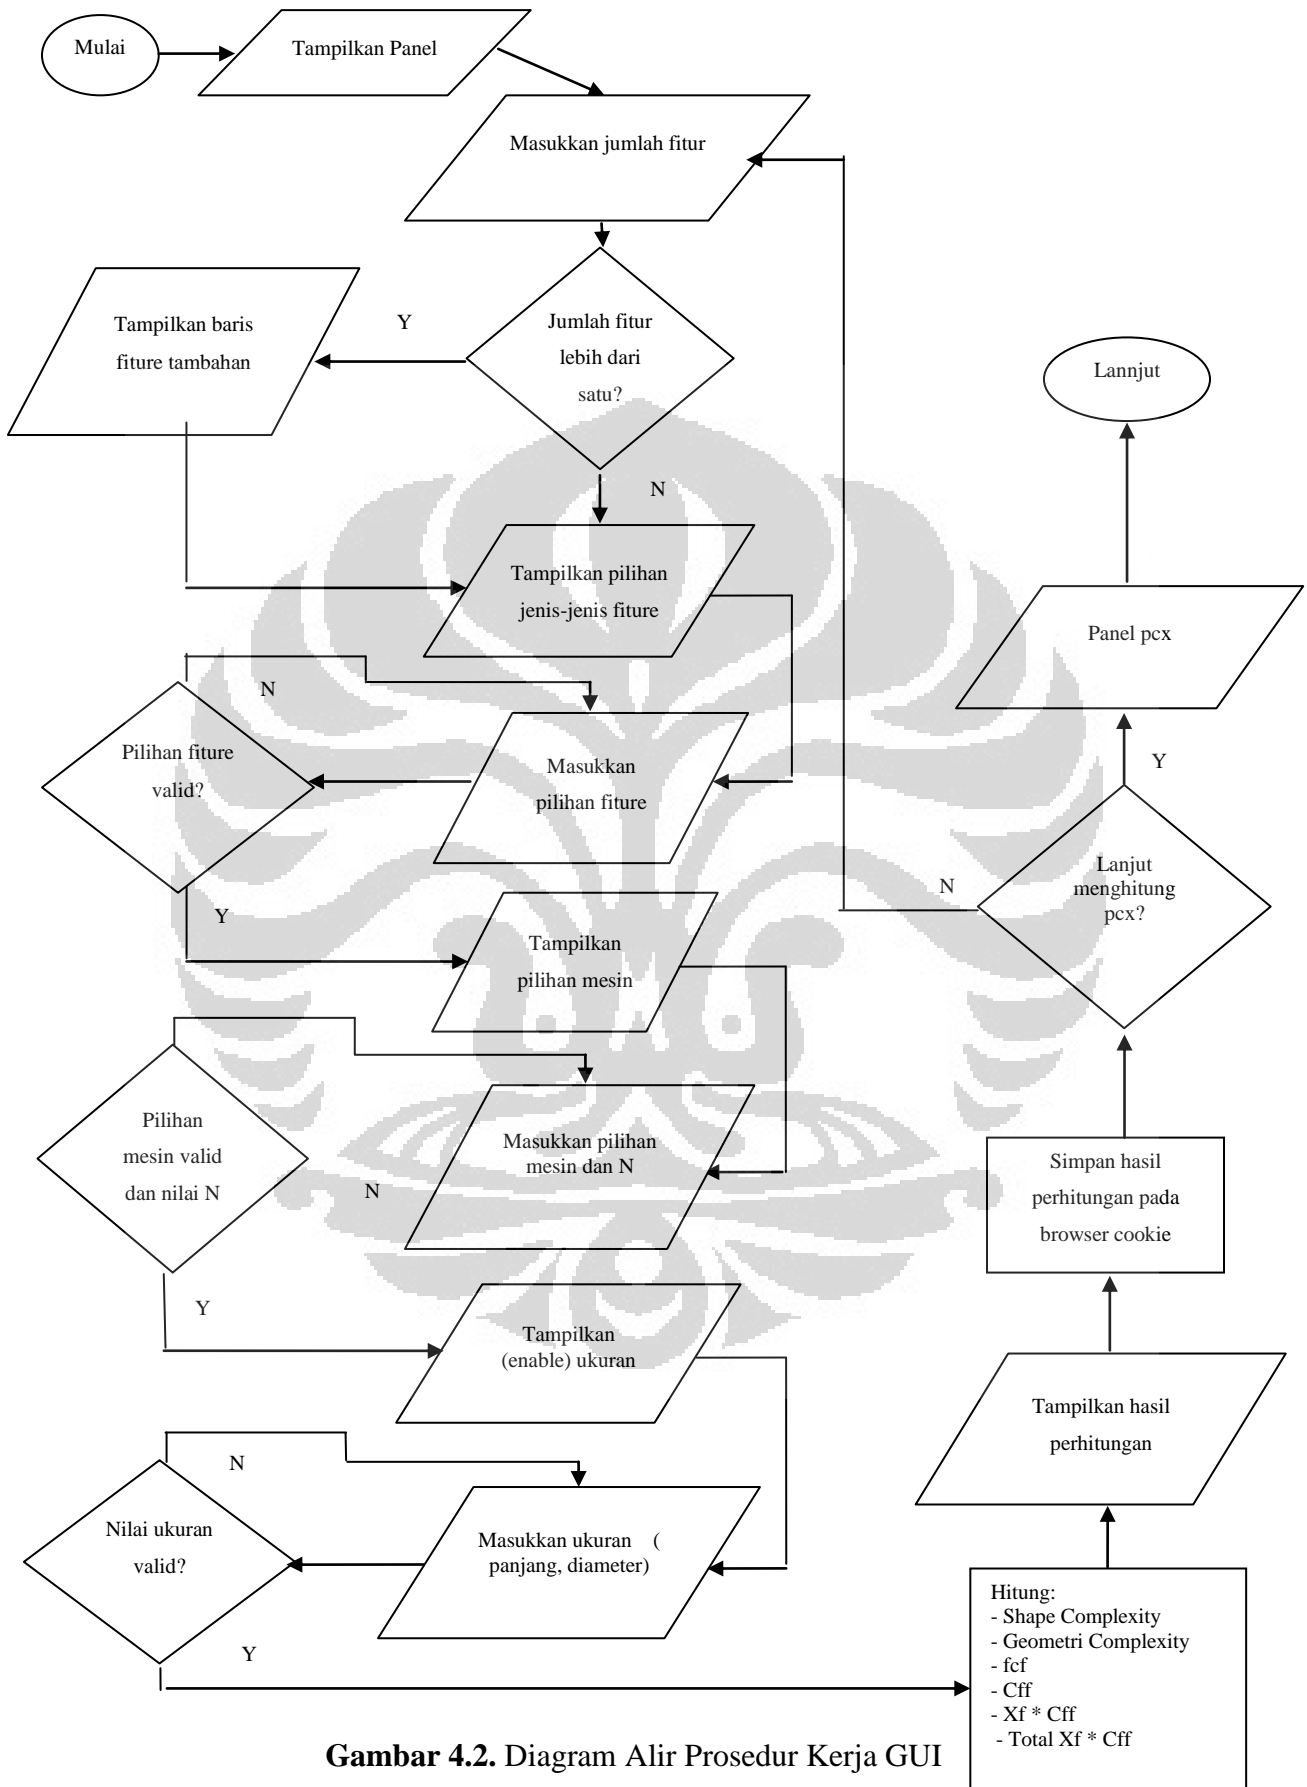 Mulai
Tampilkan Panel
Masukkan jumlah fitur
Jumlah fitur
lebih dari
satu?
Y
N
Tampilkan baris
fiture tambahan
Tampilkan pilihan
jenis-jenis fiture
Masukkan
pilihan fiture
Pilihan fiture
valid?
N
Y
Tampilkan
pilihan mesin
Masukkan pilihan
mesin dan N
Pilihan
mesin valid
dan nilai N
N
Y
Tampilkan
(enable) ukuran
Masukkan ukuran (
panjang, diameter)
Nilai ukuran
valid?
N
Y
Hitung:
- Shape Complexity
- Geometri Complexity
- fcf
- Cff
- Xf * Cff
- Total Xf * Cff
Tampilkan hasil
perhitungan
Simpan hasil
perhitungan pada
browser cookie
Lanjut
menghitung
pcx?
N
Y
Panel pcx
Lannjut
Gambar 4.2. Diagram Alir Prosedur Kerja GUI